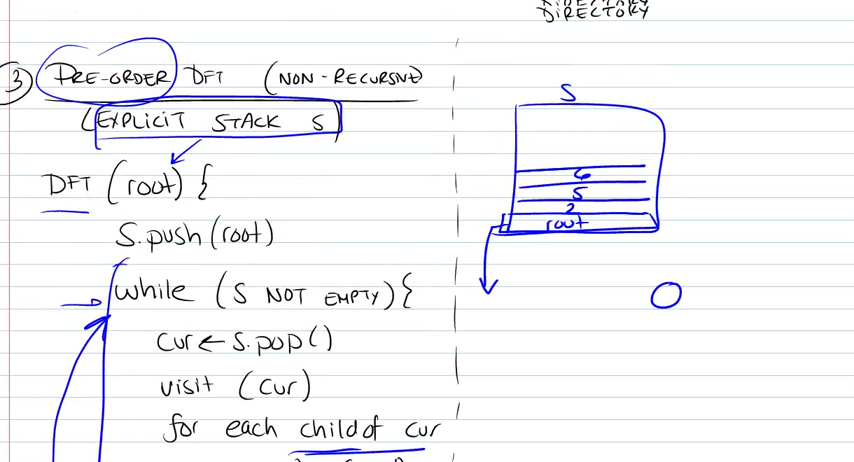 DIRECTORY
3 PRE-ORDER DFT (NON-RECURSIVE)
(EXPLICIT STACK S)
DFT (root) {
S.push(root)
while (S NOT EMPTY) {
cur ← S.pop()
visit (cur)
for each child of cur
S
6
5
2
root